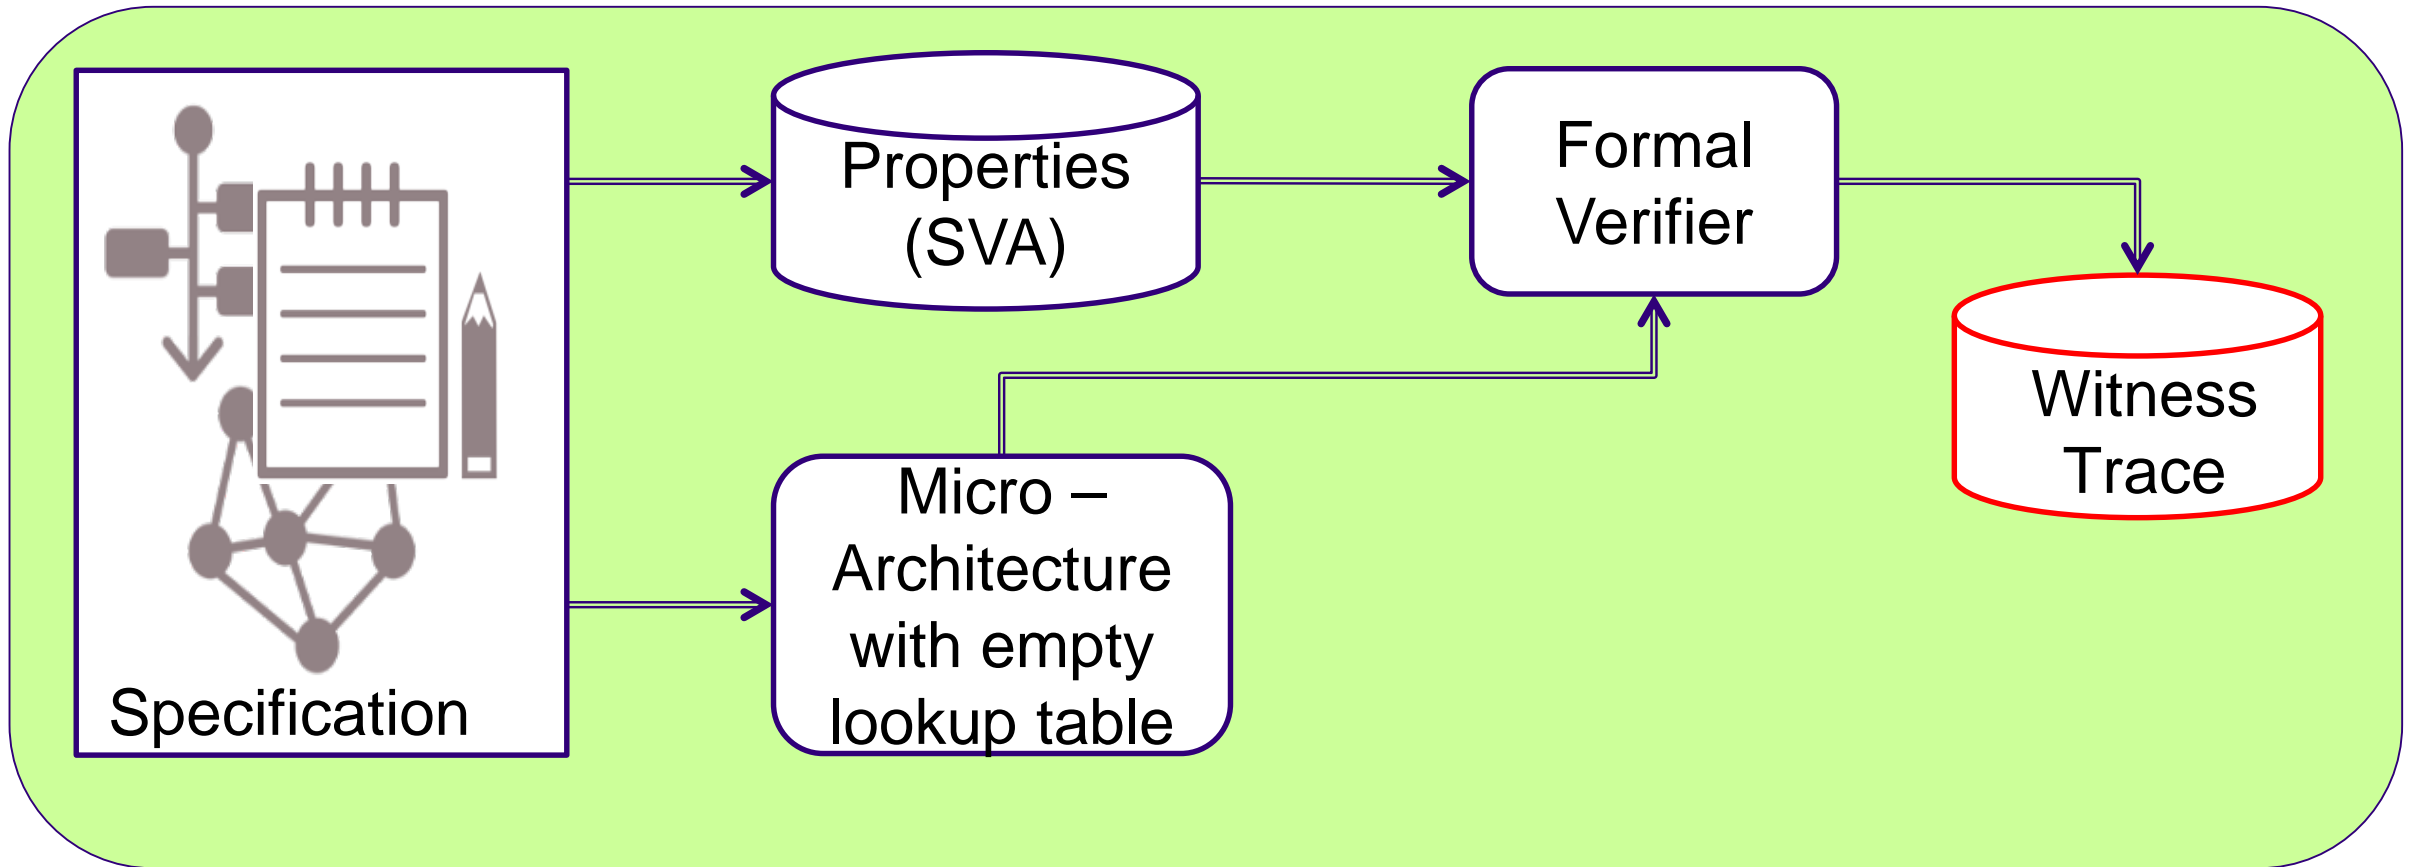 Specification
Properties
(SVA)
Micro –
Architecture
with empty
lookup table
Formal
Verifier
Witness
Trace